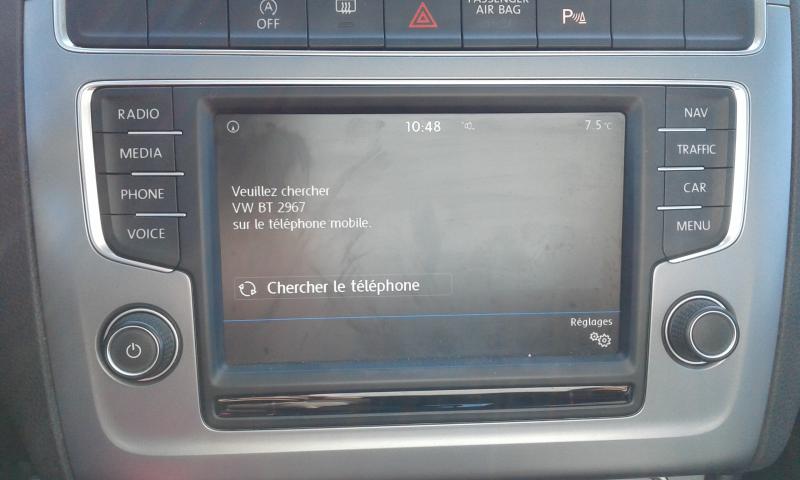 A
OFF
PASSENGER
AIR BAG
P
RADIO
MEDIA
PHONE
VOICE
NAV
TRAFFIC
CAR
MENU
10:48
7.5°C
Veuillez chercher
VW BT 2967
sur le téléphone mobile.
Chercher le téléphone
Réglages